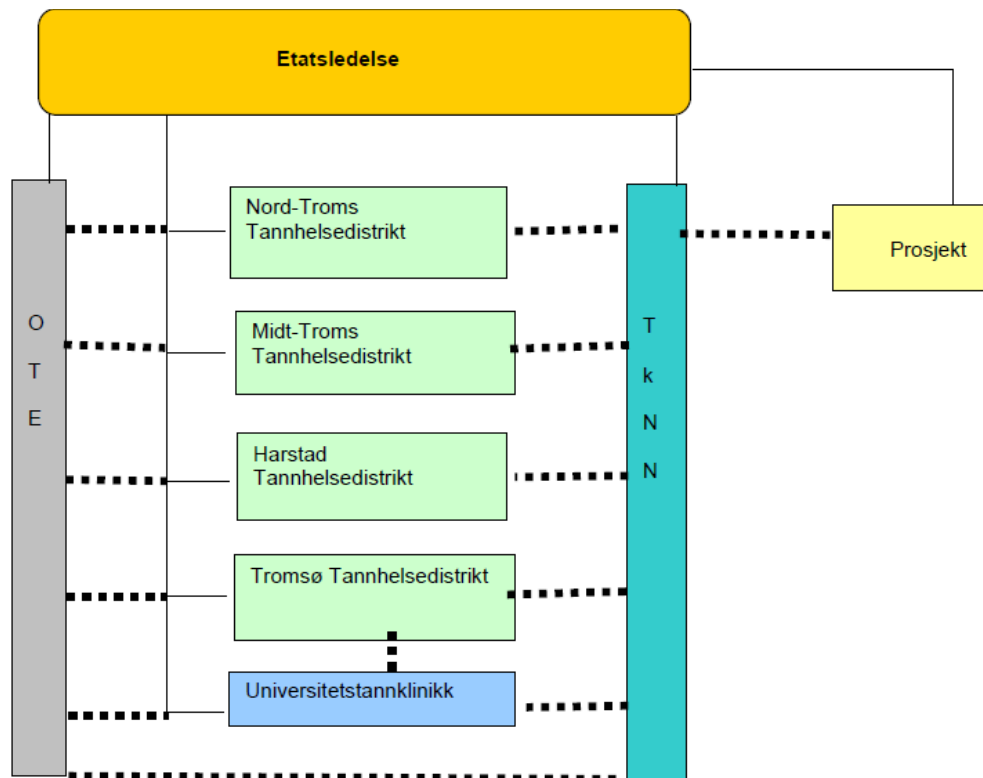 Etatsledelse
Nord-Troms
Tannhelsedistrikt
Prosjekt
O
T
E
Midt-Troms
Tannhelsedistrikt
T
k
N
N
Harstad
Tannhelsedistrikt
Tromsø Tannhelsedistrikt
Universitetstannklinikk